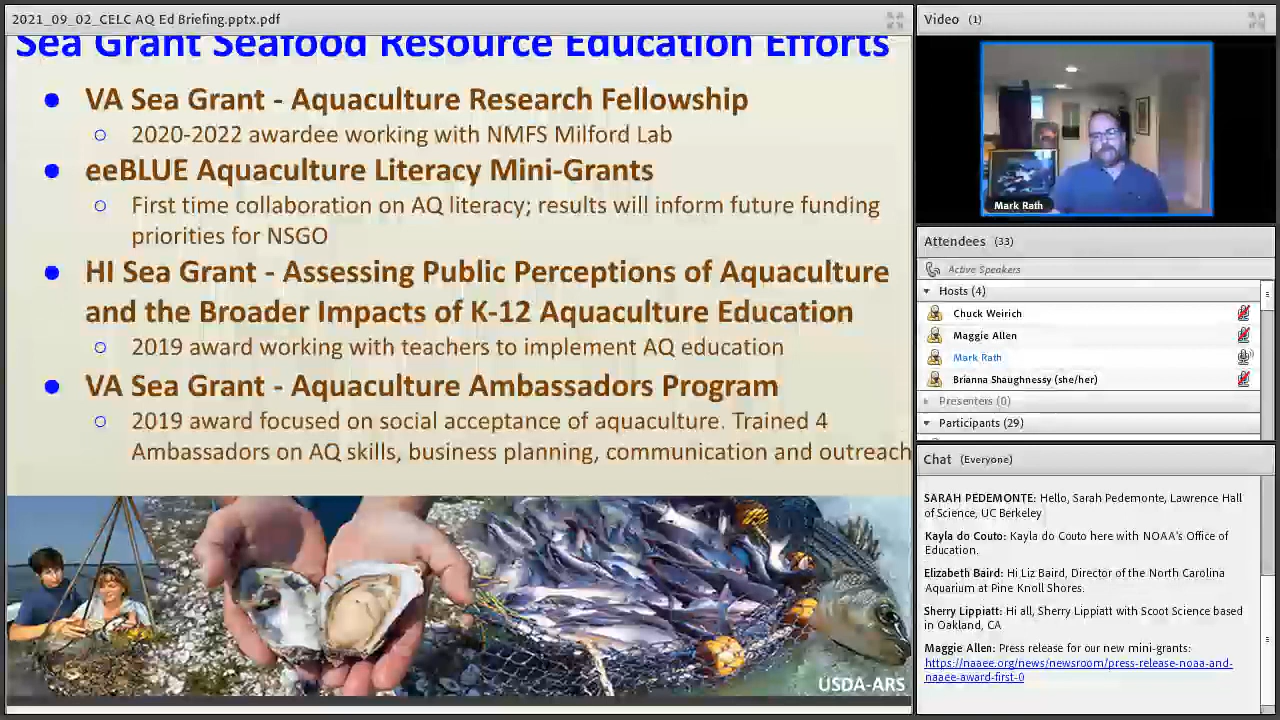 2021_09_02_CELC AQ Ed Briefing.pptx.pdf
Sea Grant Seafood Resource Education Efforts
● VA Sea Grant - Aquaculture Research Fellowship
○ 2020-2022 awardee working with NMFS Milford Lab
● eeBLUE Aquaculture Literacy Mini-Grants
○ First time collaboration on AQ literacy; results will inform future funding
priorities for NSGO
● HI Sea Grant - Assessing Public Perceptions of Aquaculture
and the Broader Impacts of K-12 Aquaculture Education
○ 2019 award working with teachers to implement AQ education
● VA Sea Grant - Aquaculture Ambassadors Program
○ 2019 award focused on social acceptance of aquaculture. Trained 4
Ambassadors on AQ skills, business planning, communication and outreach
USDA-ARS
Video (1)
Mark Rath
Attendees (33)
Active Speakers
Hosts (4)
Chuck Weirich
Maggie Allen
Mark Rath
Brianna Shaughnessy (she/her)
Presenters (0)
Participants (29)
Chat (Everyone)
SARAH PEDEMONTE: Hello, Sarah Pedemonte, Lawrence Hall
of Science, UC Berkeley
Kayla do Couto: Kayla do Couto here with NOAA's Office of
Education.
Elizabeth Baird: Hi Liz Baird, Director of the North Carolina
Aquarium at Pine Knoll Shores.
Sherry Lippiatt: Hi all, Sherry Lippiatt with Scoot Science based
in Oakland, CA
Maggie Allen: Press release for our new mini-grants:
https://naaee.org/news/newsroom/press-release-noaa-and-
naaee-award-first-0